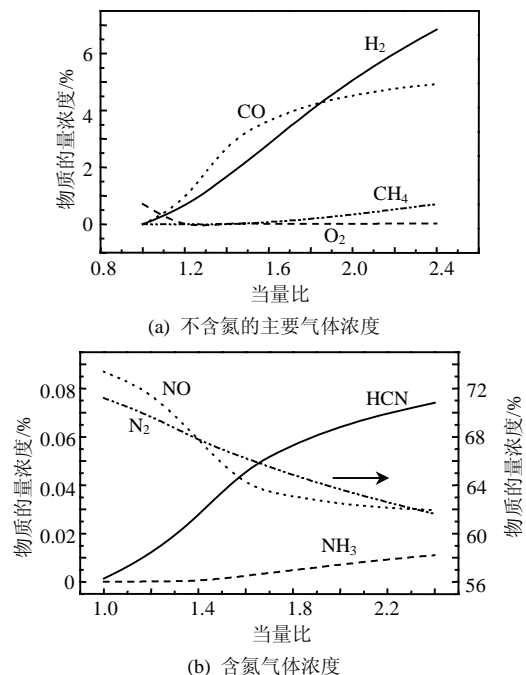 物质的量浓度/%
6
4
2
0
H₂
CO
CH₄
O₂
0.8 1.2 1.6 2.0 2.4
当量比
(a) 不含氮的主要气体浓度
物质的量浓度/%
0.08
0.06
0.04
0.02
0
NO
N₂
HCN
NH₃
72
68
64
60
56
物质的量浓度/%
1.0 1.4 1.8 2.2
当量比
(b) 含氮气体浓度